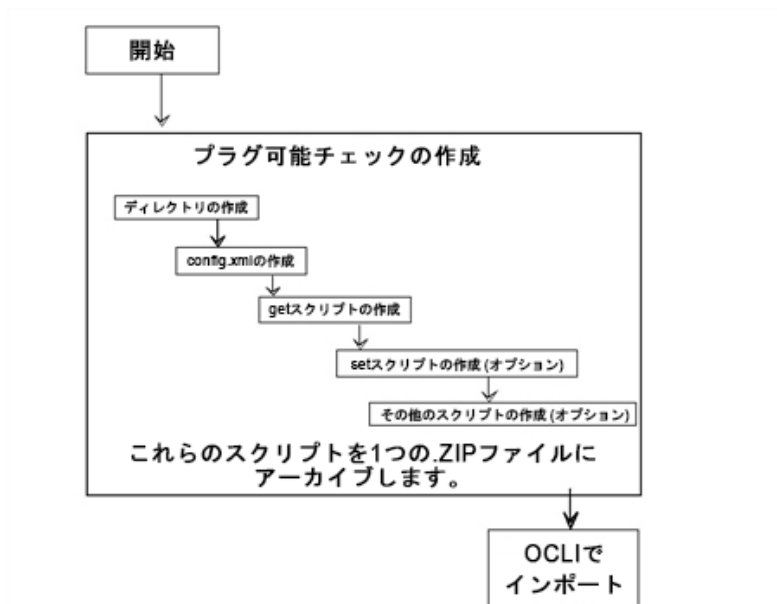 開始
プラグ可能チェックの作成
ディレクトリの作成
config.xmlの作成
getスクリプトの作成
setスクリプトの作成 (オプション)
その他のスクリプトの作成 (オプション)
これらのスクリプトを1つの.ZIPファイルに
アーカイブします。
OCLIで
インポート